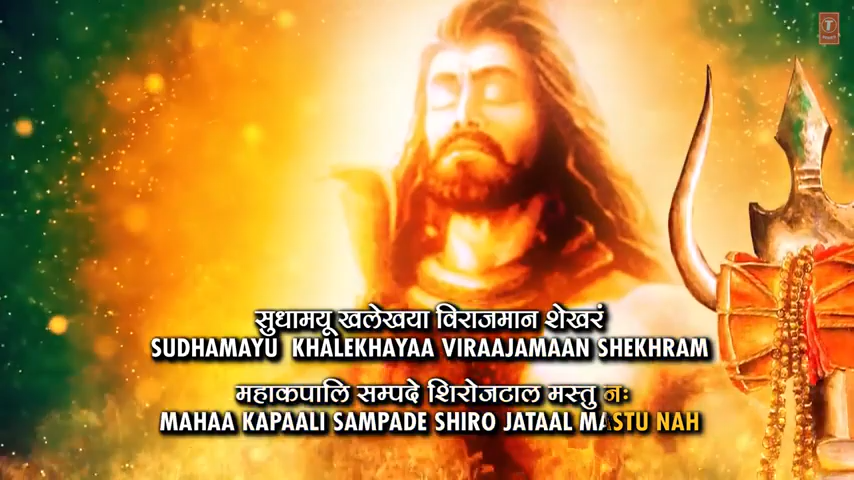 सुधामयू खलेखया विराजमान शेखरं
SUDHAMAYU KHALEKHAYAA VIRAAJAMAAN SHEKHRAM
महाकपालि सम्पदे शिरोजटाल मस्तु नः
MAHAA KAPAALI SAMPADE SHIRO JATAAL MASTU NAH